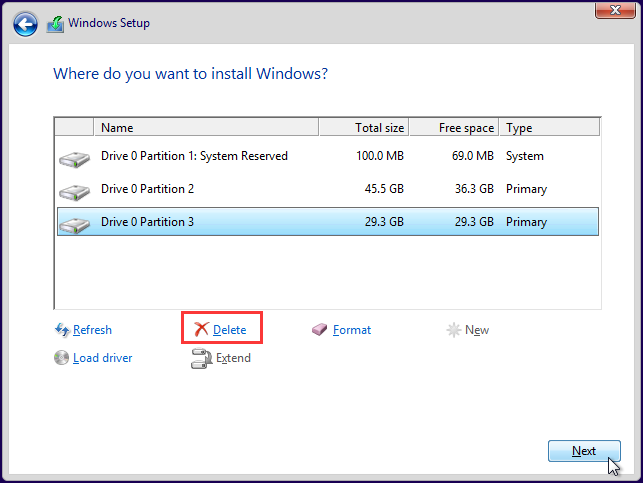 Windows Setup
Where do you want to install Windows?
Name Total size Free space Type
Drive 0 Partition 1: System Reserved 100.0 MB 69.0 MB System
Drive 0 Partition 2 45.5 GB 36.3 GB Primary
Drive 0 Partition 3 29.3 GB 29.3 GB Primary
Refresh Delete Format New
Load driver Extend
Next